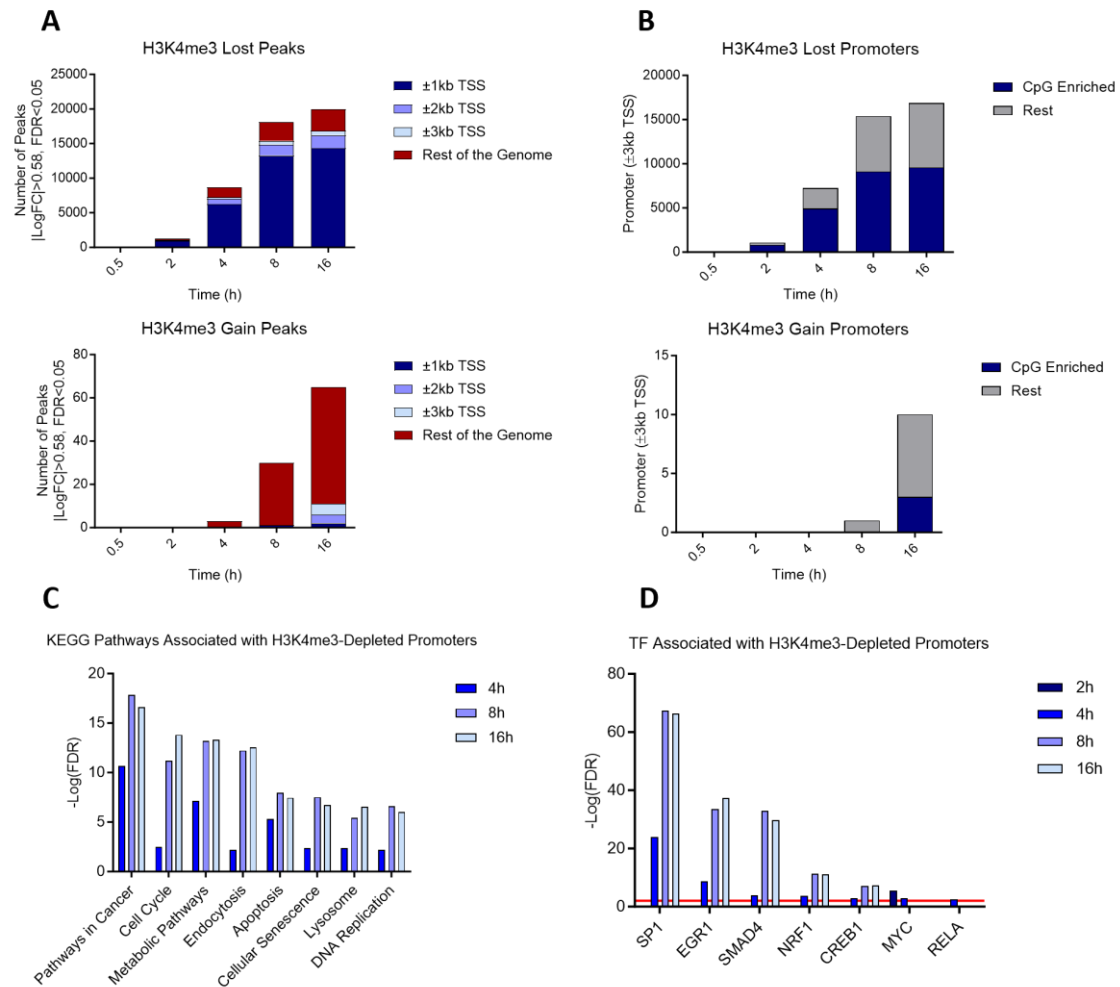 A
H3K4me3 Lost Peaks
Number of Peaks
|LogFC|>0.58, FDR<0.05
25000
20000
15000
10000
5000
0
0.5
2
4
8
16
Time (h)
±1kb TSS
±2kb TSS
±3kb TSS
Rest of the Genome
H3K4me3 Gain Peaks
Number of Peaks
|LogFC|>0.58, FDR<0.05
80
60
40
20
0
0.5
2
4
8
16
Time (h)
±1kb TSS
±2kb TSS
±3kb TSS
Rest of the Genome
B
H3K4me3 Lost Promoters
Promoter (±3kb TSS)
20000
15000
10000
5000
0
0.5
2
4
8
16
Time (h)
CpG Enriched
Rest
H3K4me3 Gain Promoters
Promoter (±3kb TSS)
15
10
5
0
0.5
2
4
8
16
Time (h)
CpG Enriched
Rest
C
KEGG Pathways Associated with H3K4me3-Depleted Promoters
-Log(FDR)
20
15
10
5
0
Pathways in Cancer
Cell Cycle
Metabolic Pathways
Endocytosis
Apoptosis
Cellular Senescence
Lysosome
DNA Replication
4h
8h
16h
D
TF Associated with H3K4me3-Depleted Promoters
-Log(FDR)
80
60
40
20
0
SP1
EGR1
SMAD4
NRF1
CREB1
MYC
RELA
2h
4h
8h
16h